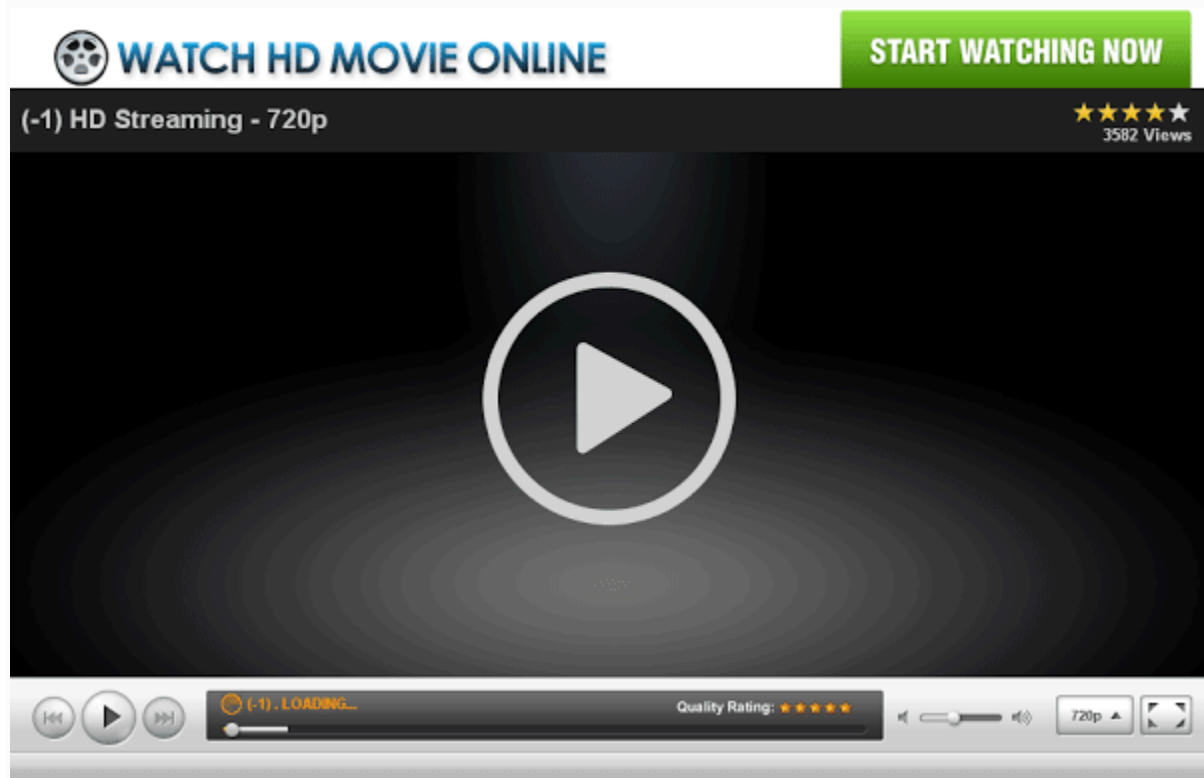 WATCH HD MOVIE ONLINE
START WATCHING NOW
(-1) HD Streaming - 720p
3582 Views
(-1) . LOADING...
Quality Rating:
720p